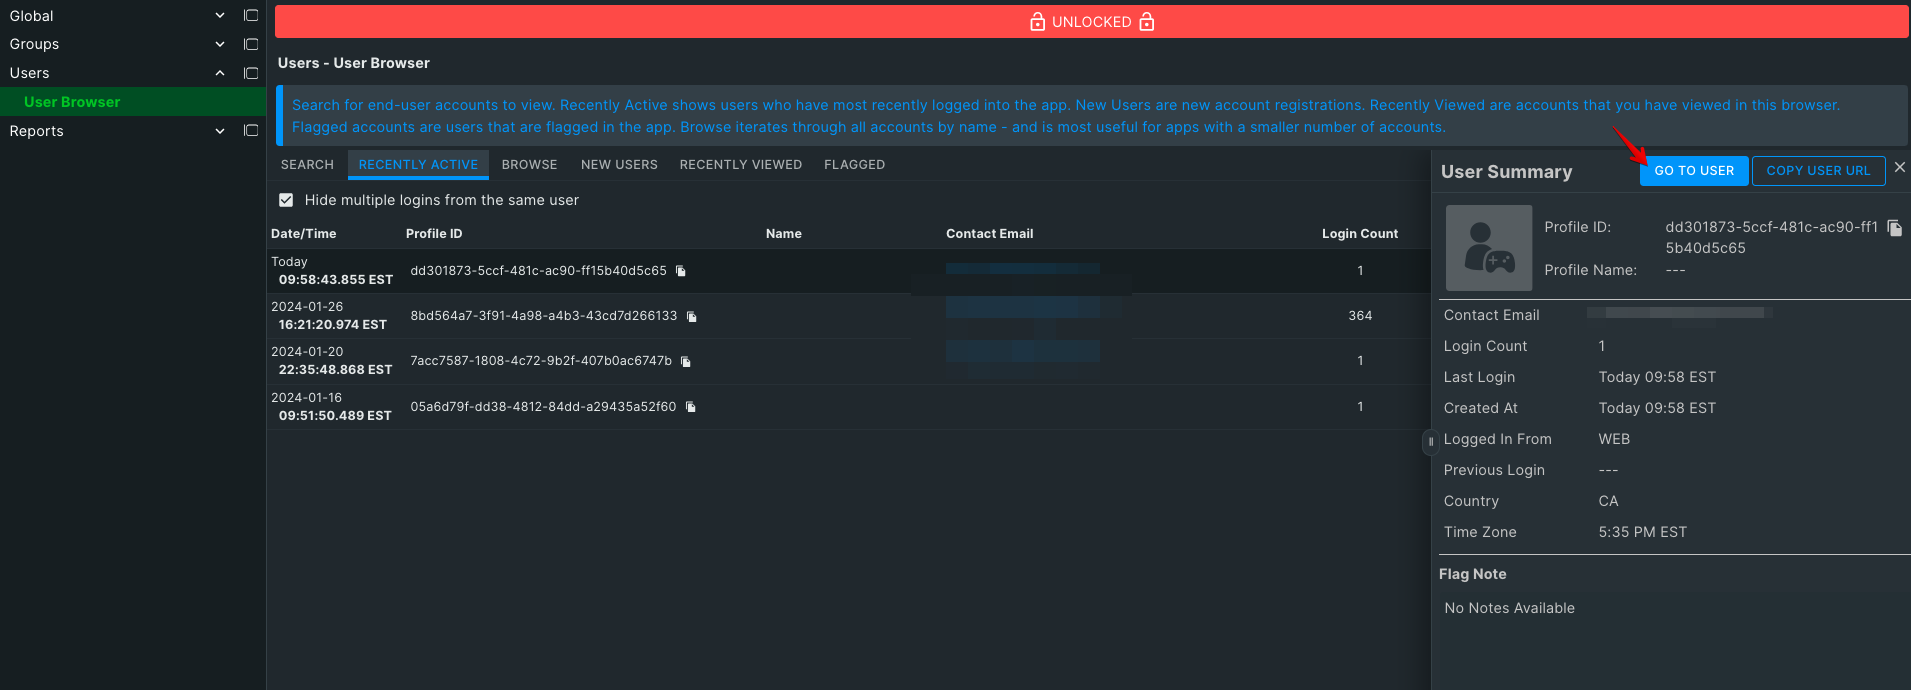 Global
Groups
Users
User Browser
Reports
UNLOCKED
Users - User Browser
Search for end-user accounts to view. Recently Active shows users who have most recently logged into the app. New Users are new account registrations. Recently Viewed are accounts that you have viewed in this browser.
Flagged accounts are users that are flagged in the app. Browse iterates through all accounts by name - and is most useful for apps with a smaller number of accounts.
SEARCH RECENTLY ACTIVE BROWSE NEW USERS RECENTLY VIEWED FLAGGED
Hide multiple logins from the same user
Date/Time Profile ID Name Contact Email Login Count
Today
09:58:43.855 EST dd301873-5ccf-481c-ac90-ff15b40d5c65 1
2024-01-26
16:21:20.974 EST 8bd564a7-3f91-4a98-a4b3-43cd7d266133 364
2024-01-20
22:35:48.868 EST 7acc7587-1808-4c72-9b2f-407b0ac6747b 1
2024-01-16
09:51:50.489 EST 05a6d79f-dd38-4812-84dd-a29435a52f60 1
User Summary GO TO USER COPY USER URL
Profile ID: dd301873-5ccf-481c-ac90-ff1
5b40d5c65
Profile Name: ---
Contact Email
Login Count 1
Last Login Today 09:58 EST
Created At Today 09:58 EST
Logged In From WEB
Previous Login ---
Country CA
Time Zone 5:35 PM EST
Flag Note
No Notes Available